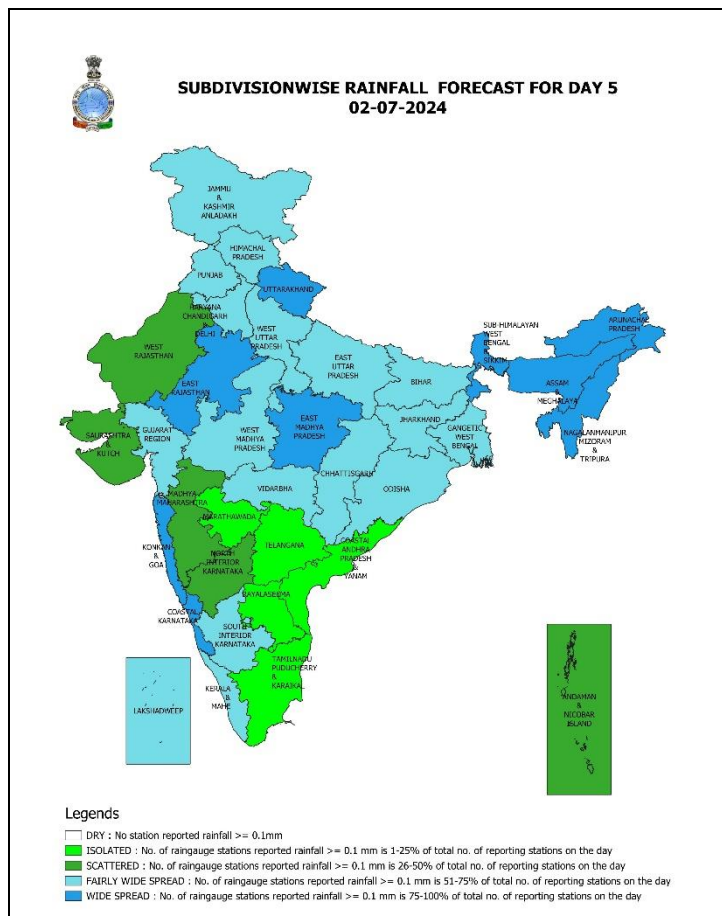 SUBDIVISIONWISE RAINFALL FORECAST FOR DAY 5
02-07-2024
JAMMU
&
KASHMIR
ANLADAKH
HIMACHAL
PRADESH
PUNJAB
UTTARAKHAND
HARYANA
CHANDIGARH
&
DELHI
WEST
UTTAR
PRADESH
WEST
RAJASTHAN
EAST
RAJASTHAN
EAST
UTTAR
PRADESH
BIHAR
SUB-HIMALAYAN
WEST
BENGAL
&
SIKKIM
ARUNACHAL
PRADESH
ASSAM
&
MEGHALAYA
NAGALANMANUPUR
MIZORAM
&
TRIPURA
SAURASHTRA
&
KUTCH
GUJARAT
REGION
WEST
MADHYA
PRADESH
EAST
MADHYA
PRADESH
JHARKHAND
GANGETIC
WEST
BENGAL
CHHATTISGARH
ODISHA
VIDARBHA
MADHYA
MAHARASHTRA
MARATHAWADA
KONKAN
&
GOA
TELANGANA
COASTAL
ANDHRA
PRADESH
&
YANAM
NORTH
INTERIOR
KARNATAKA
RAYALASEEMA
COASTAL
KARNATAKA
SOUTH
INTERIOR
KARNATAKA
TAMILNADU
PUDUCHERRY
&
KARAIKAL
KERALA
&
MAHE
LAKSHADWEEP
ANDAMAN
&
NICOBAR
ISLAND
Legends
DRY : No station reported rainfall >= 0.1mm
ISOLATED : No. of raingauge stations reported rainfall >= 0.1 mm is 1-25% of total no. of reporting stations on the day
SCATTERED : No. of raingauge stations reported rainfall >= 0.1 mm is 26-50% of total no. of reporting stations on the day
FAIRLY WIDE SPREAD : No. of raingauge stations reported rainfall >= 0.1 mm is 51-75% of total no. of reporting stations on the day
WIDE SPREAD : No. of raingauge stations reported rainfall >= 0.1 mm is 75-100% of total no. of reporting stations on the day